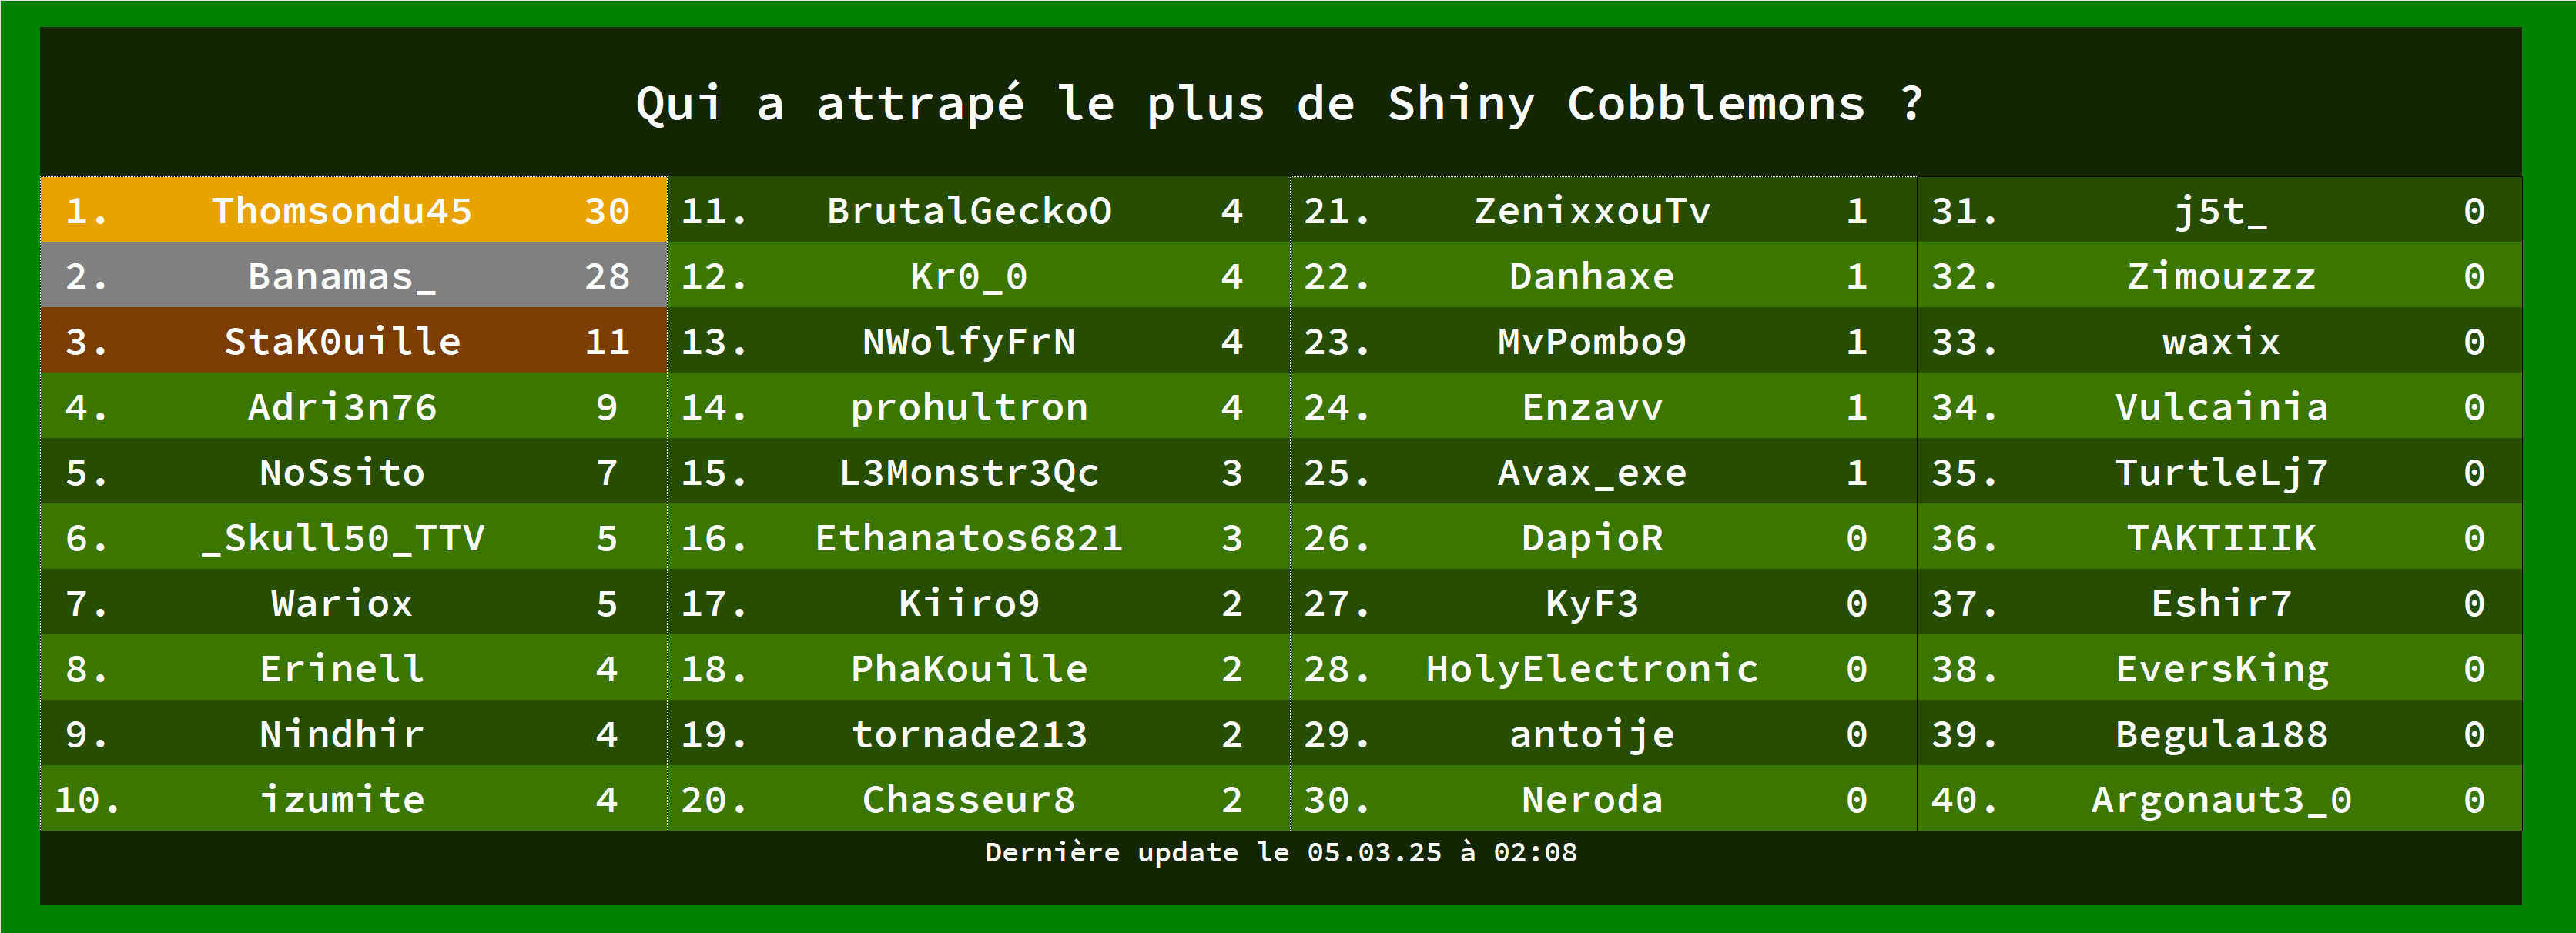 Qui a attrapé le plus de Shiny Cobblemons ?
1. Thomsondu45 30
2. Banamas_ 28
3. StaK0uille 11
4. Adri3n76 9
5. NoSsito 7
6. _Skull50_TTV 5
7. Wariox 5
8. Erinell 4
9. Nindhir 4
10. izumite 4
11. BrutalGeckoO 4
12. Kr0_0 4
13. NWolfyFrN 4
14. prohultron 4
15. L3Monstr3Qc 3
16. Ethanatos6821 3
17. Kiiro9 2
18. PhaKouille 2
19. tornade213 2
20. Chasseur8 2
21. ZenixxouTv 1
22. Danhaxe 1
23. MvPombo9 1
24. Enzavv 1
25. Avax_exe 1
26. DapioR 0
27. KyF3 0
28. HolyElectronic 0
29. antoije 0
30. Neroda 0
31. j5t_ 0
32. Zimouzzz 0
33. waxix 0
34. Vulcainia 0
35. TurtleLj7 0
36. TAKTIIIK 0
37. Eshir7 0
38. EversKing 0
39. Begula188 0
40. Argonaut3_0 0
Dernière update le 05.03.25 à 02:08